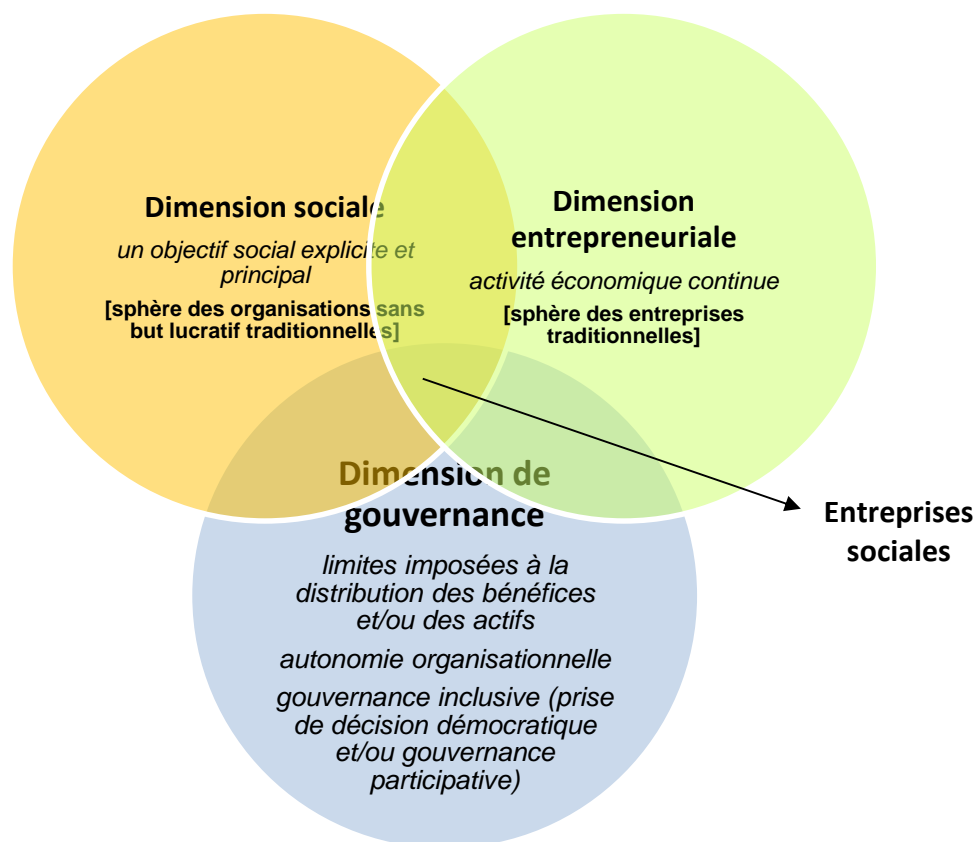 Dimension sociale
un objectif social explicite et
principal
[sphère des organisations sans
but lucratif traditionnelles]
Dimension
entrepreneuriale
activité économique continue
[sphère des entreprises
traditionnelles]
Dimension de
gouvernance
limites imposées à la
distribution des bénéfices
et/ou des actifs
autonomie organisationnelle
gouvernance inclusive (prise
de décision démocratique
et/ou gouvernance
participative)
Entreprises
sociales